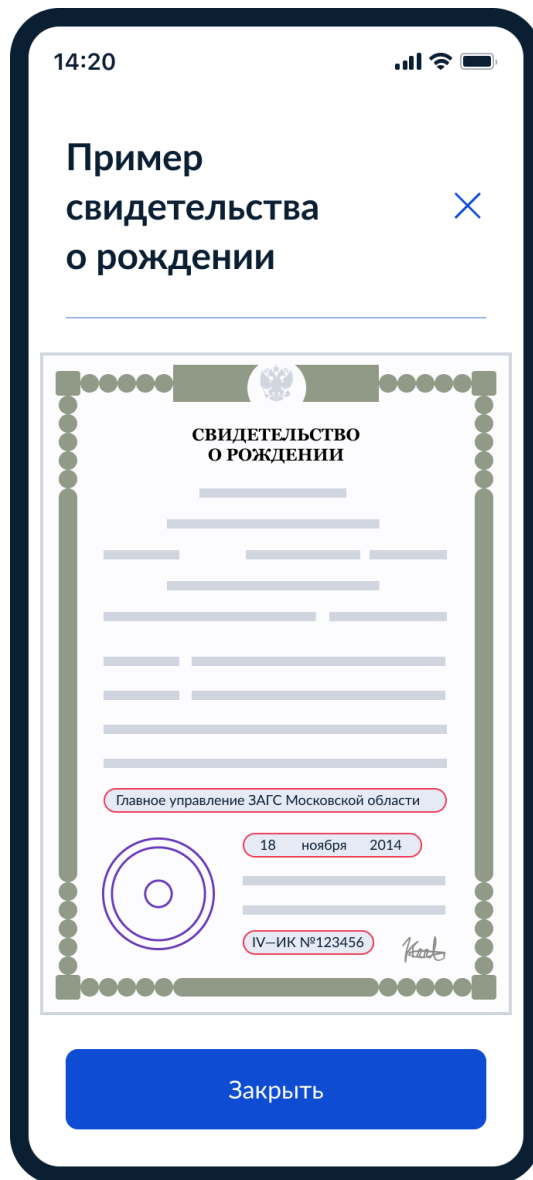 14:20
Пример
свидетельства
о рождении
СВИДЕТЕЛЬСТВО
О РОЖДЕНИИ
Главное управление ЗАГС Московской области
18 ноября 2014
IV—ИК №123456
Закрыть